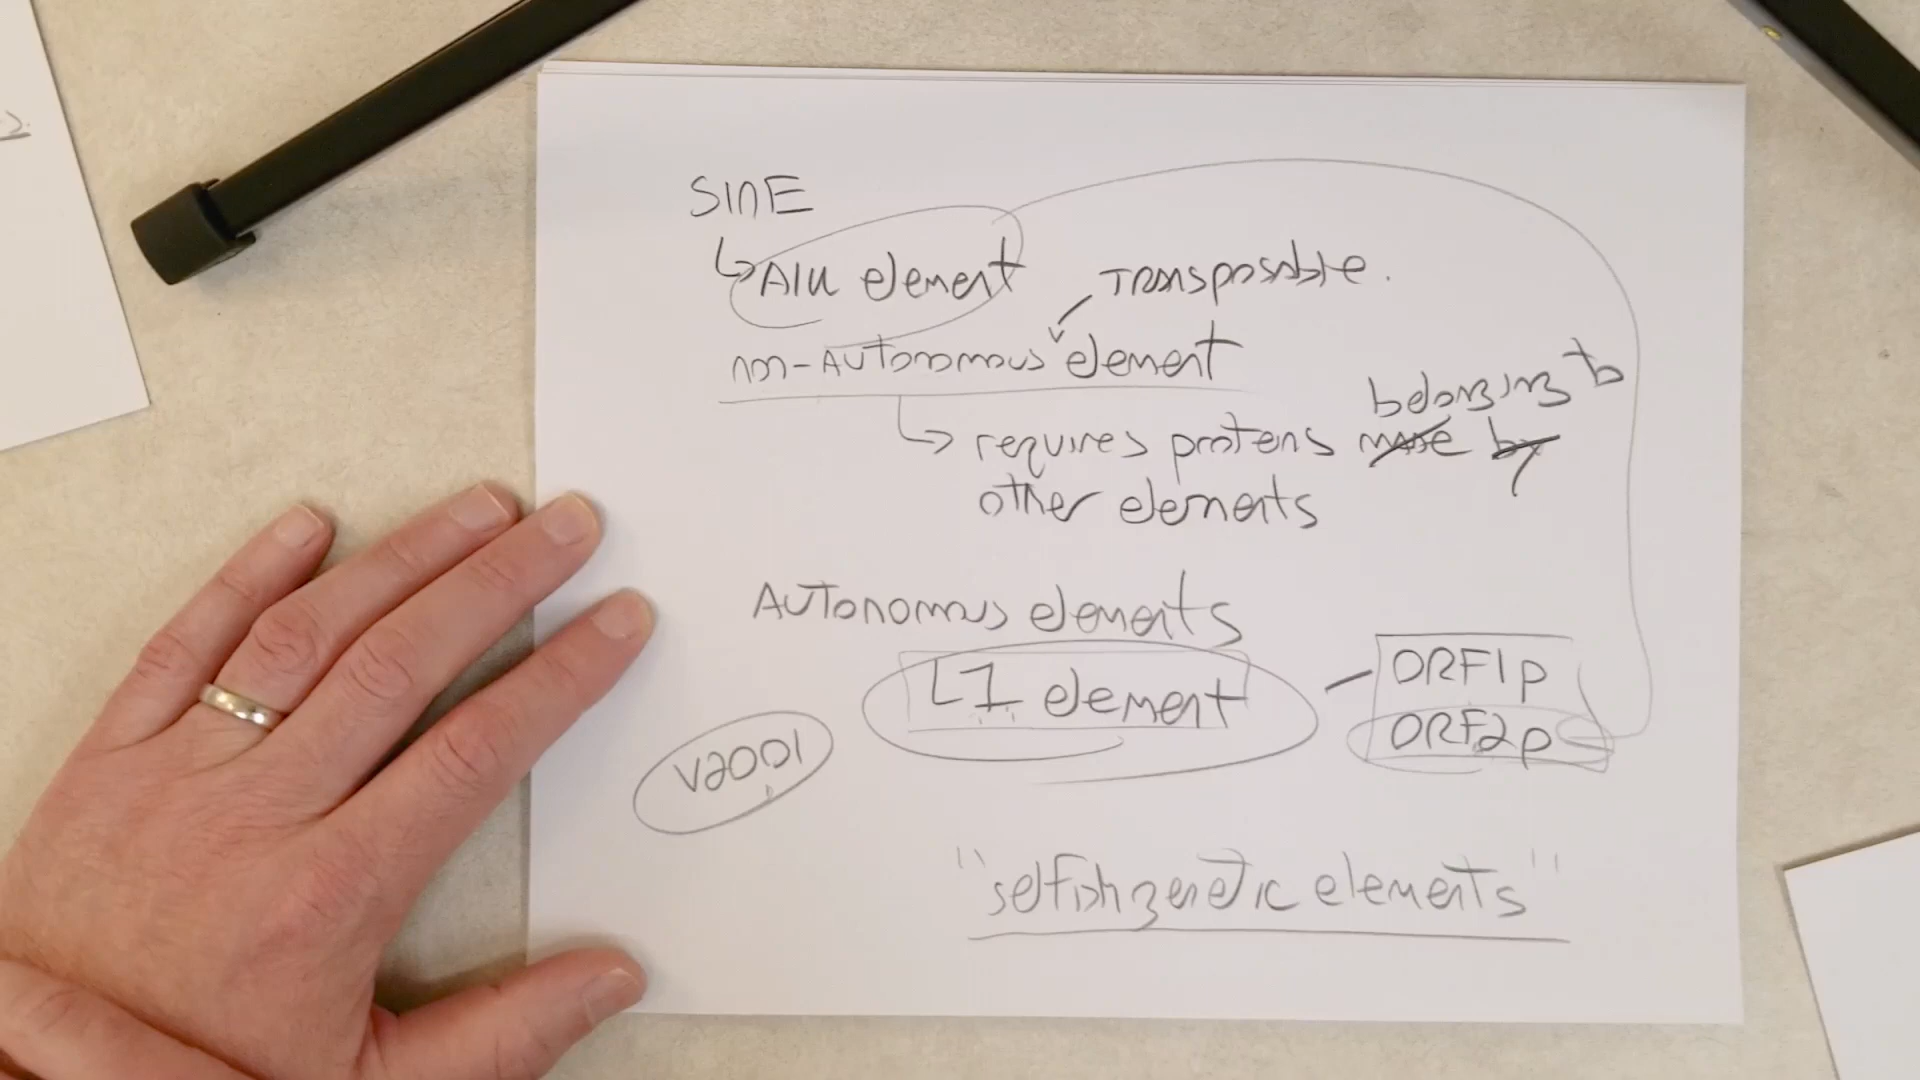 SINE
↳ Alu element
Transposable.
non-Autonomous element
belonging to
↳ requires proteins made by
other elements
Autonomous elements
L1 element
ORF1p
ORF2p
V2001
"selfish genetic elements"